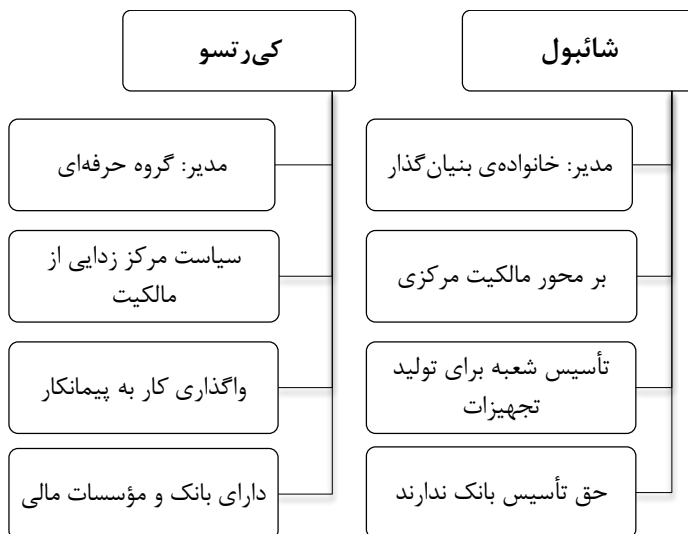 شائبول
مدیر: خانواده‌ی بنیان‌گذار
بر محور مالکیت مرکزی
تأسیس شعبه برای تولید
تجهیزات
حق تأسیس بانک ندارند
کی‌رتسو
مدیر: گروه حرفه‌ای
سیاست مرکز زدایی از
مالکیت
واگذاری کار به پیمانکار
دارای بانک و مؤسسات مالی